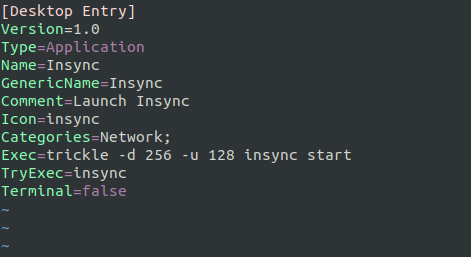 [Desktop Entry]
Version=1.0
Type=Application
Name=Insync
GenericName=Insync
Comment=Launch Insync
Icon=insync
Categories=Network;
Exec=trickle -d 256 -u 128 insync start
TryExec=insync
Terminal=false
~
~
~